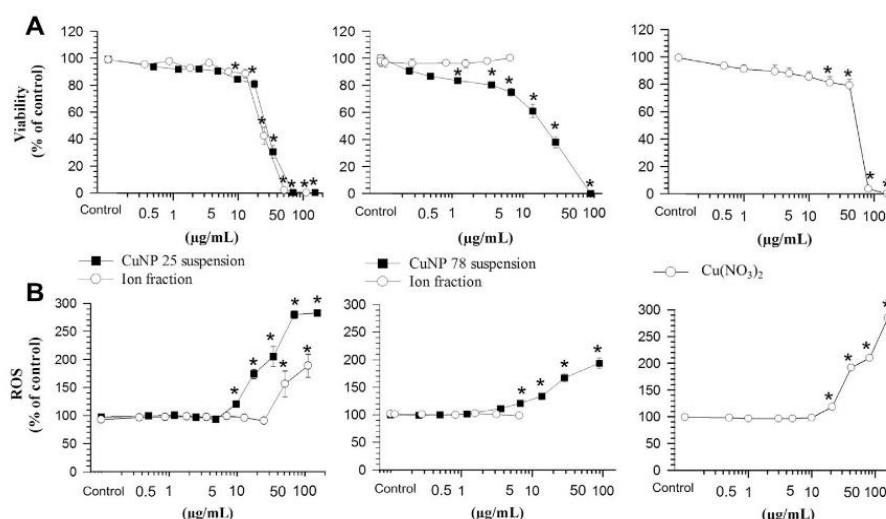 A
120 120 120
100 100 100
80 80 80
60 60 60
40 40 40
20 20 20
0 0 0
Viability
(% of control)
* * * * * * * *
* * * * * *
* * * *
Control 0.5 1 5 10 50 100 Control 0.5 1 5 10 50 100 Control 0.5 1 5 10 50 100
(µg/mL) (µg/mL) (µg/mL)
CuNP 25 suspension CuNP 78 suspension Cu(NO3)2
Ion fraction Ion fraction
B
300 300 300
250 250 250
200 200 200
150 150 150
100 100 100
50 50 50
0 0 0
ROS
(% of control)
* * * * * * *
* * * *
* * * *
Control 0.5 1 5 10 50 100 Control 0.5 1 5 10 50 100 Control 0.5 1 5 10 50 100
(µg/mL) (µg/mL) (µg/mL)